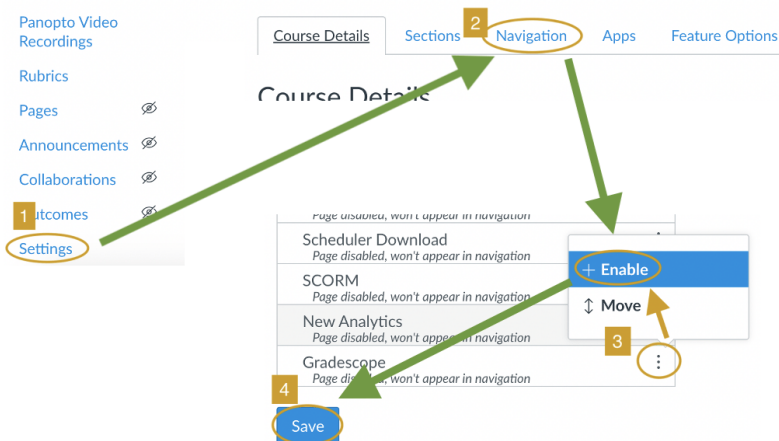 Panopto Video
Recordings
Rubrics
Pages
Announcements
Collaborations
1
Outcomes
Settings
Course Details
Sections
2
Navigation
Apps
Feature Options
Course Details
Page disabled, won't appear in navigation
Scheduler Download
Page disabled, won't appear in navigation
SCORM
Page disabled, won't appear in navigation
New Analytics
Page disabled, won't appear in navigation
Gradescope
Page disabled, won't appear in navigation
+ Enable
Move
3
4
Save